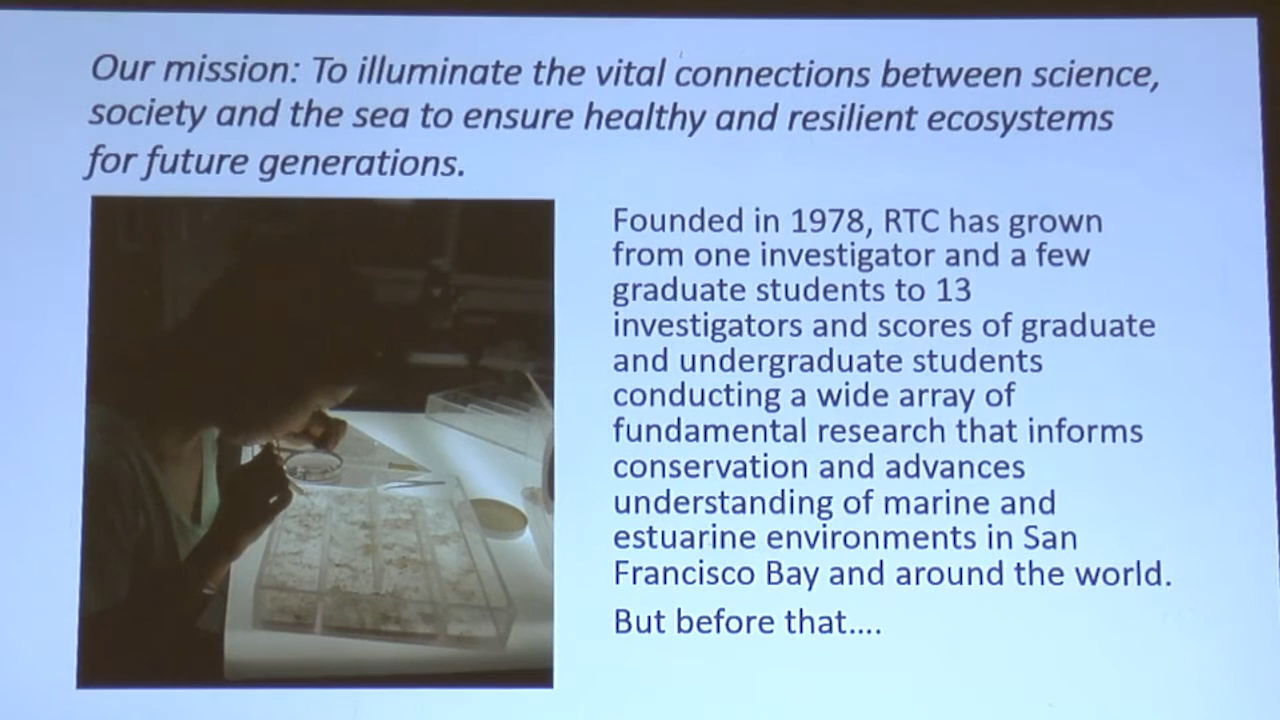 Our mission: To illuminate the vital connections between science,
society and the sea to ensure healthy and resilient ecosystems
for future generations.
Founded in 1978, RTC has grown
from one investigator and a few
graduate students to 13
investigators and scores of graduate
and undergraduate students
conducting a wide array of
fundamental research that informs
conservation and advances
understanding of marine and
estuarine environments in San
Francisco Bay and around the world.
But before that....